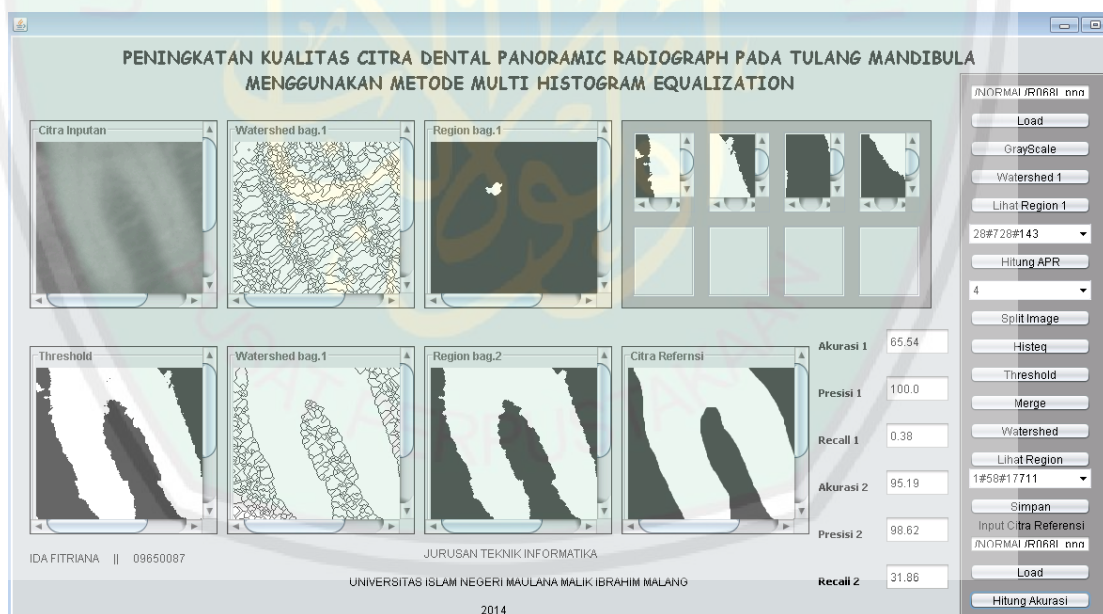 PENINGKATAN KUALITAS CITRA DENTAL PANORAMIC RADIOGRAPH PADA TULANG MANDIBULA
MENGGUNAKAN METODE MULTI HISTOGRAM EQUALIZATION
Citra Inputan
Watershed bag.1
Region bag.1
Threshold
Watershed bag.1
Region bag.2
Citra Refernsi
Akurasi 1
65.54
Presisi 1
100.0
Recall 1
0.38
Akurasi 2
95.19
Presisi 2
98.62
Recall 2
31.86
/NORMAL/R068L.png
Load
GrayScale
Watershed 1
Lihat Region 1
28#728#143
Hitung APR
4
Split Image
Histeq
Threshold
Merge
Watershed
Lihat Region
1#58#17711
Simpan
Input Citra Referensi
/NORMAL/R068L.png
Load
Hitung Akurasi
IDA FITRIANA || 09650087
JURUSAN TEKNIK INFORMATIKA
UNIVERSITAS ISLAM NEGERI MAULANA MALIK IBRAHIM MALANG
2014
PUSAT PERPUSTAKAAN